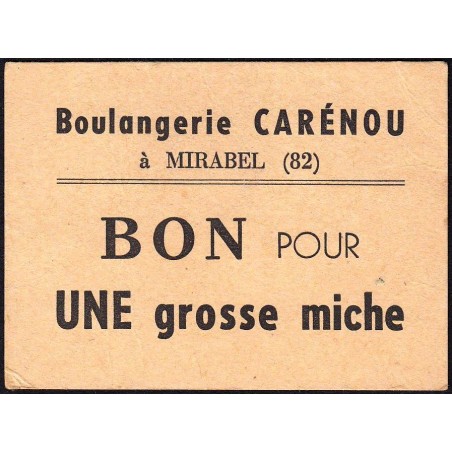 Boulangerie CARÉNOU
à MIRABEL (82)
BON POUR
UNE grosse miche